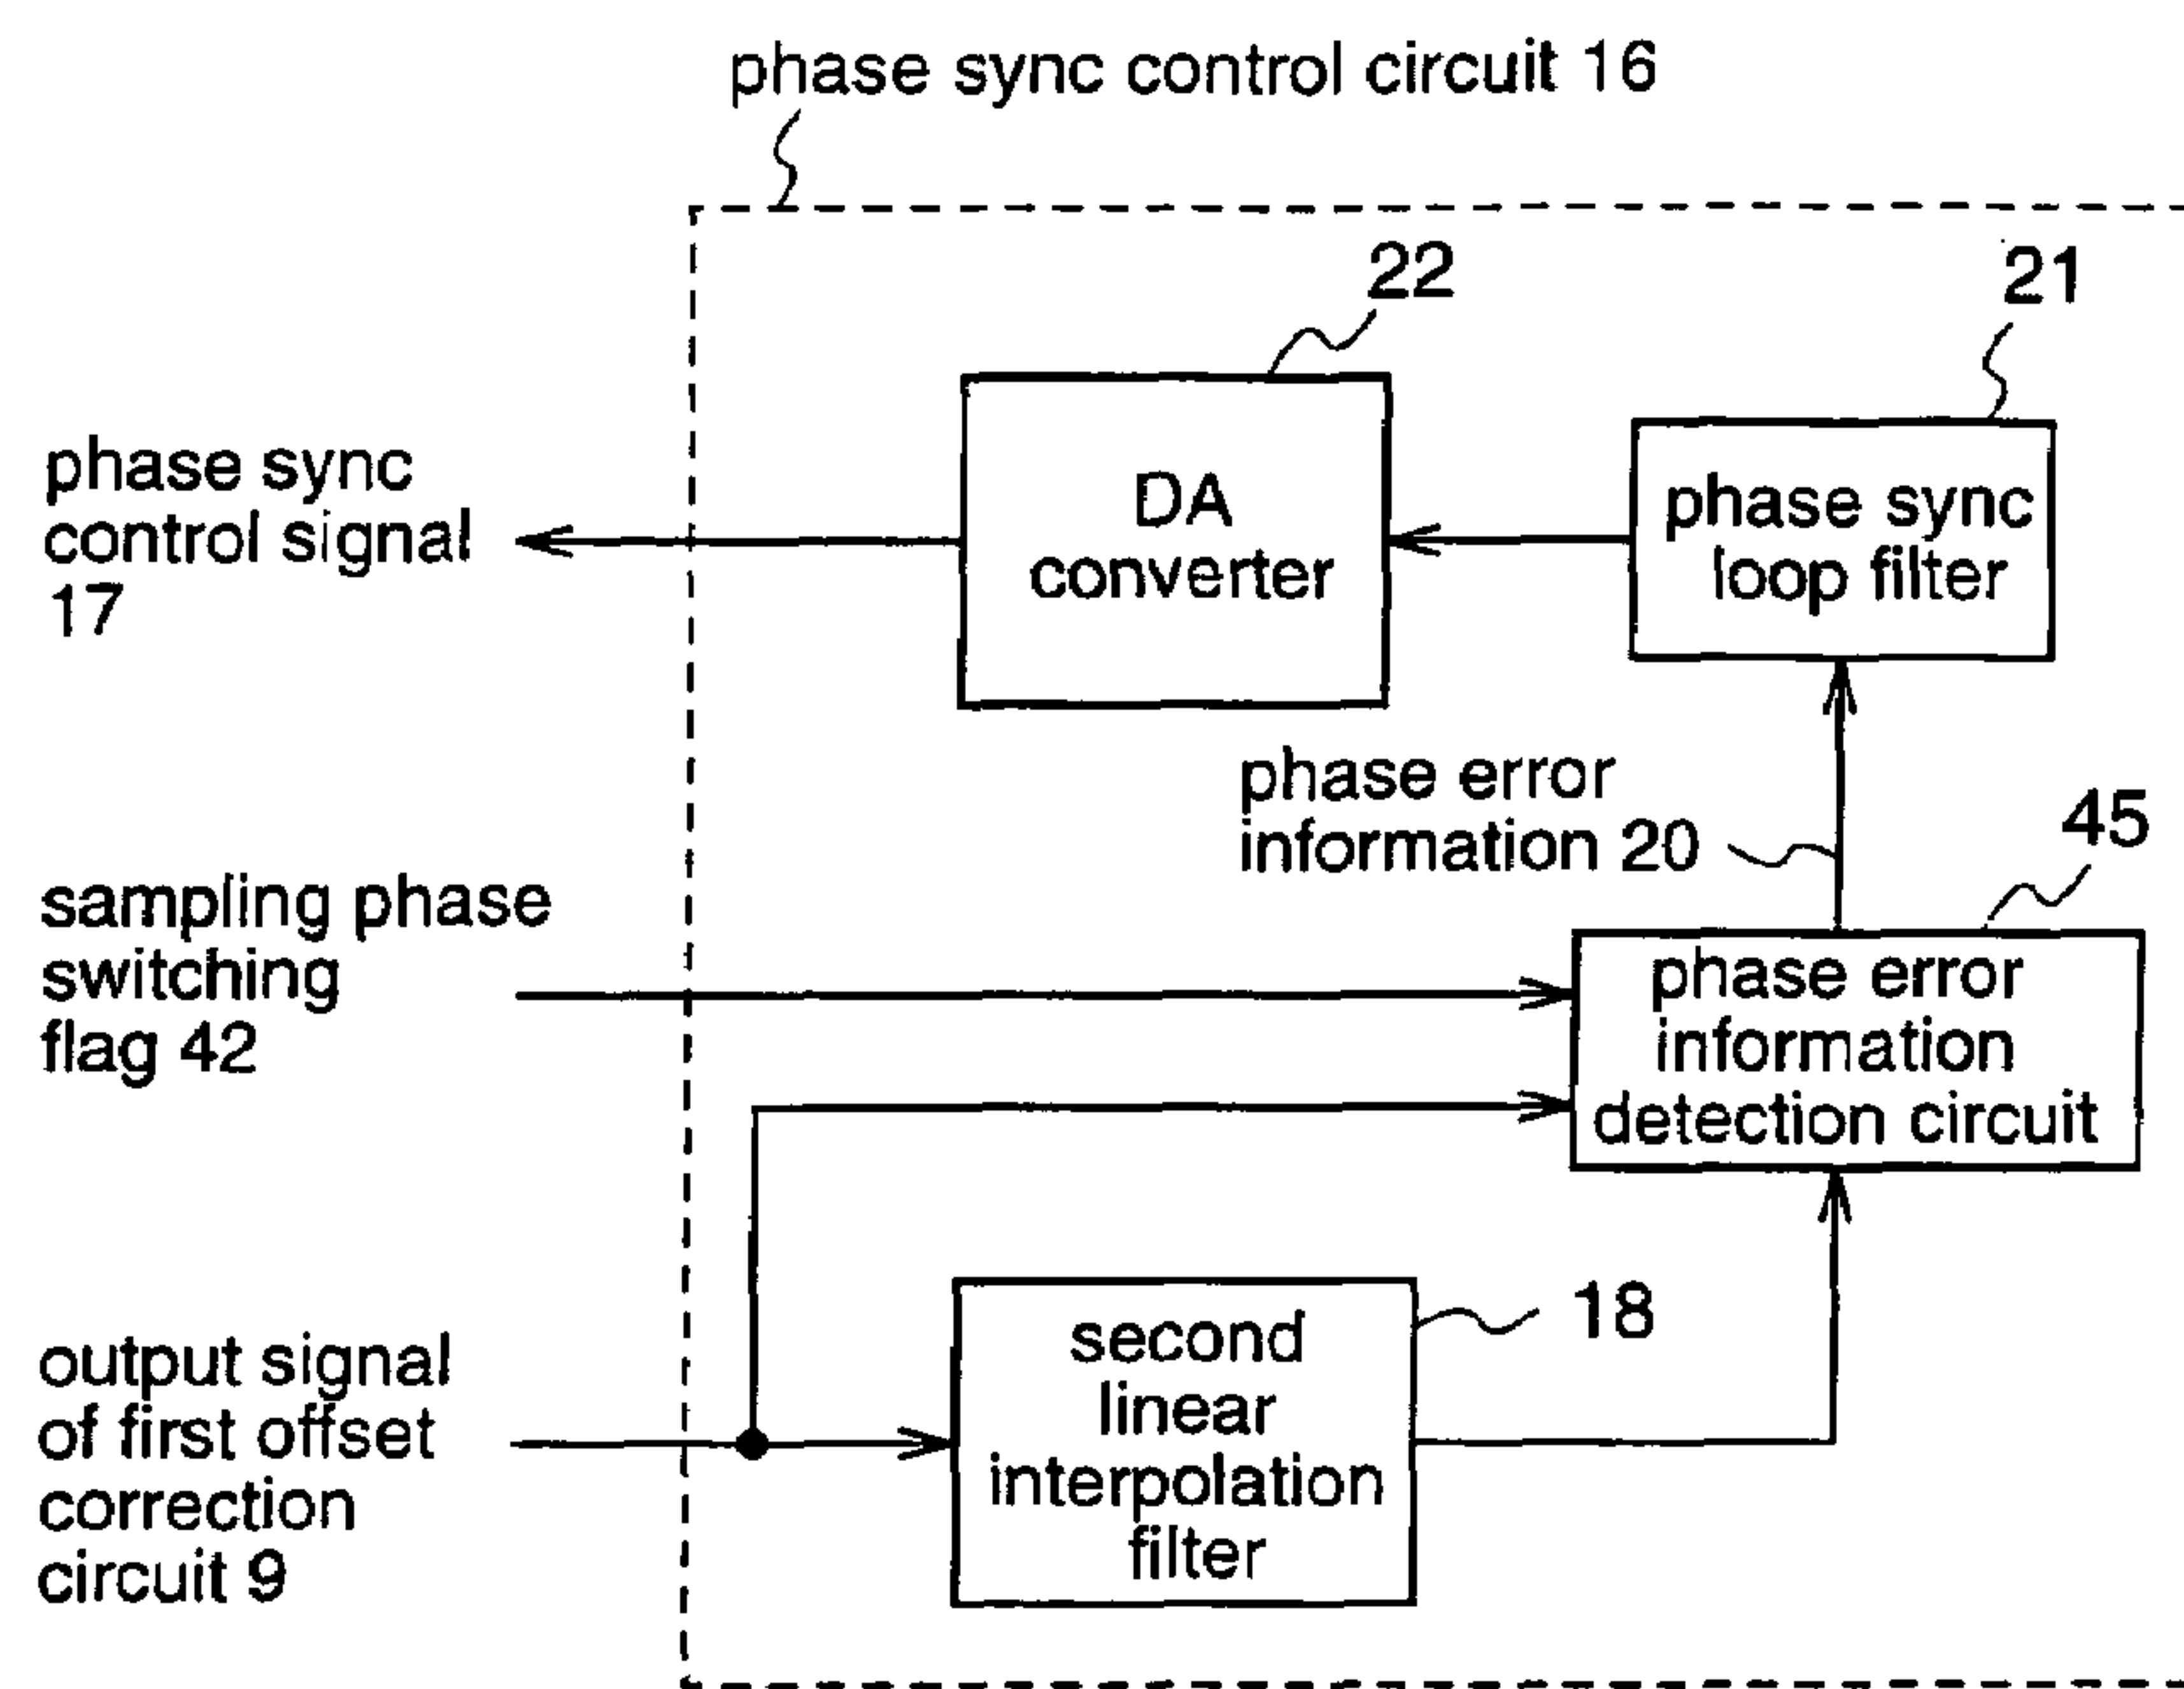 phase sync control circuit 16
22
21
DA
converter
phase sync
loop filter
phase sync
control signal
17
phase error
information 20
45
sampling phase
switching
flag 42
phase error
information
detection circuit
18
second
linear
interpolation
filter
output signal
of first offset
correction
circuit 9